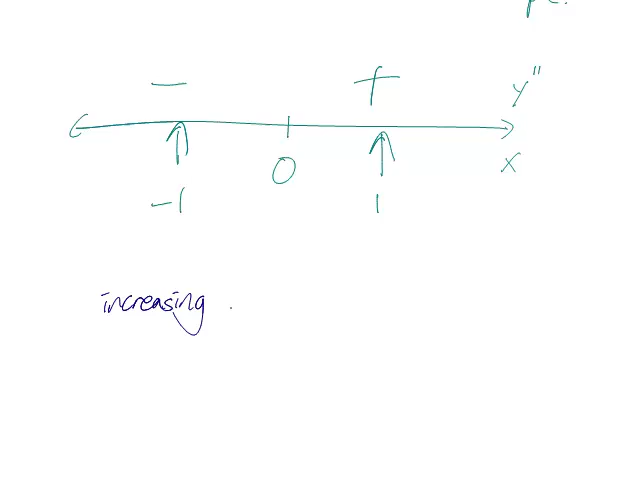 − + y"
0 x
-1 1
increasing .